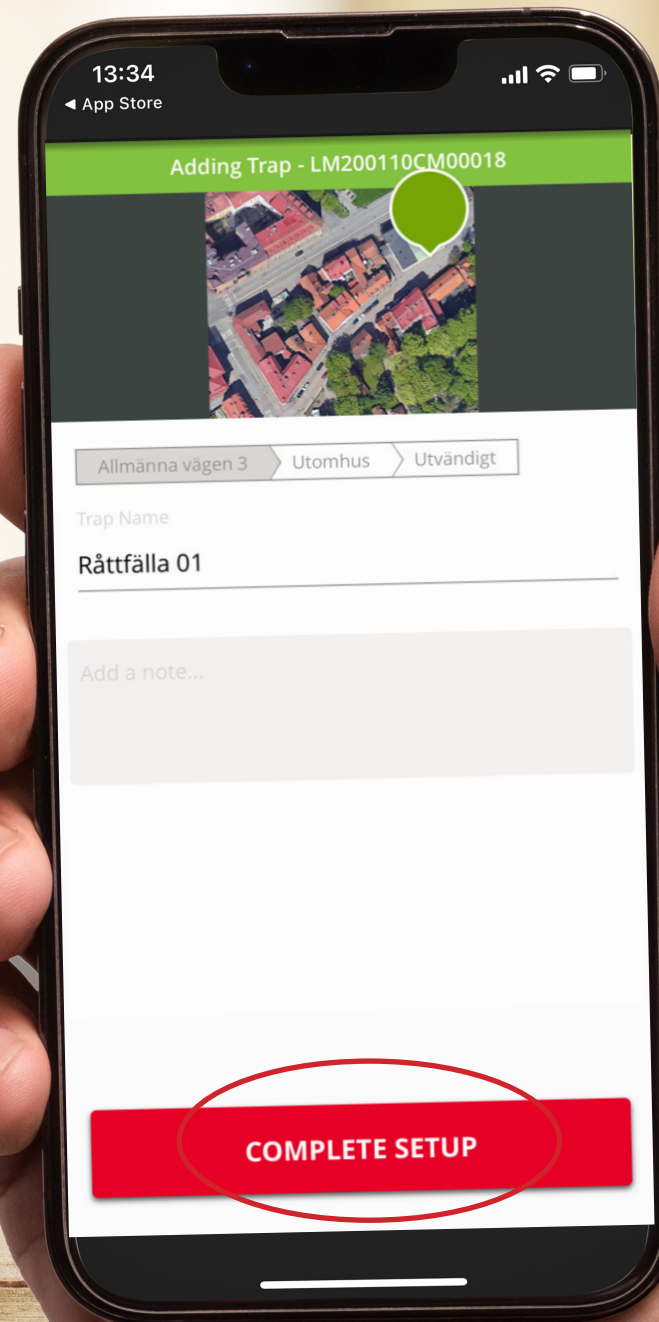 13:34
◀ App Store
Adding Trap - LM200110CM00018
Allmänna vägen 3 Utomhus Utvändigt
Trap Name
Råttfälla 01
Add a note...
COMPLETE SETUP